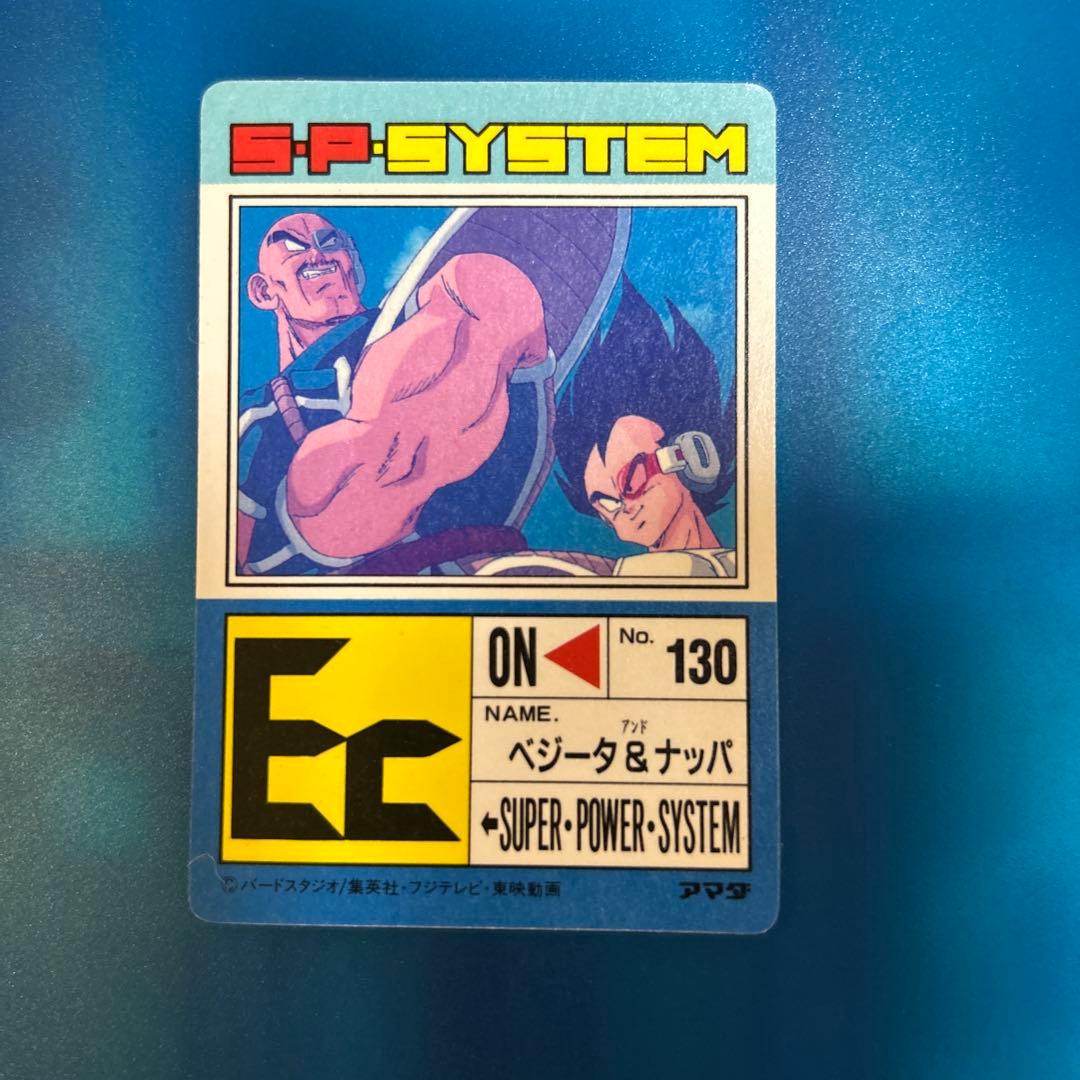 S·P·SYSTEM
Ec
ON
No. 130
NAME.
アンド
ベジータ&ナッパ
←SUPER·POWER·SYSTEM
©バードスタジオ/集英社・フジテレビ・東映動画
アマダ